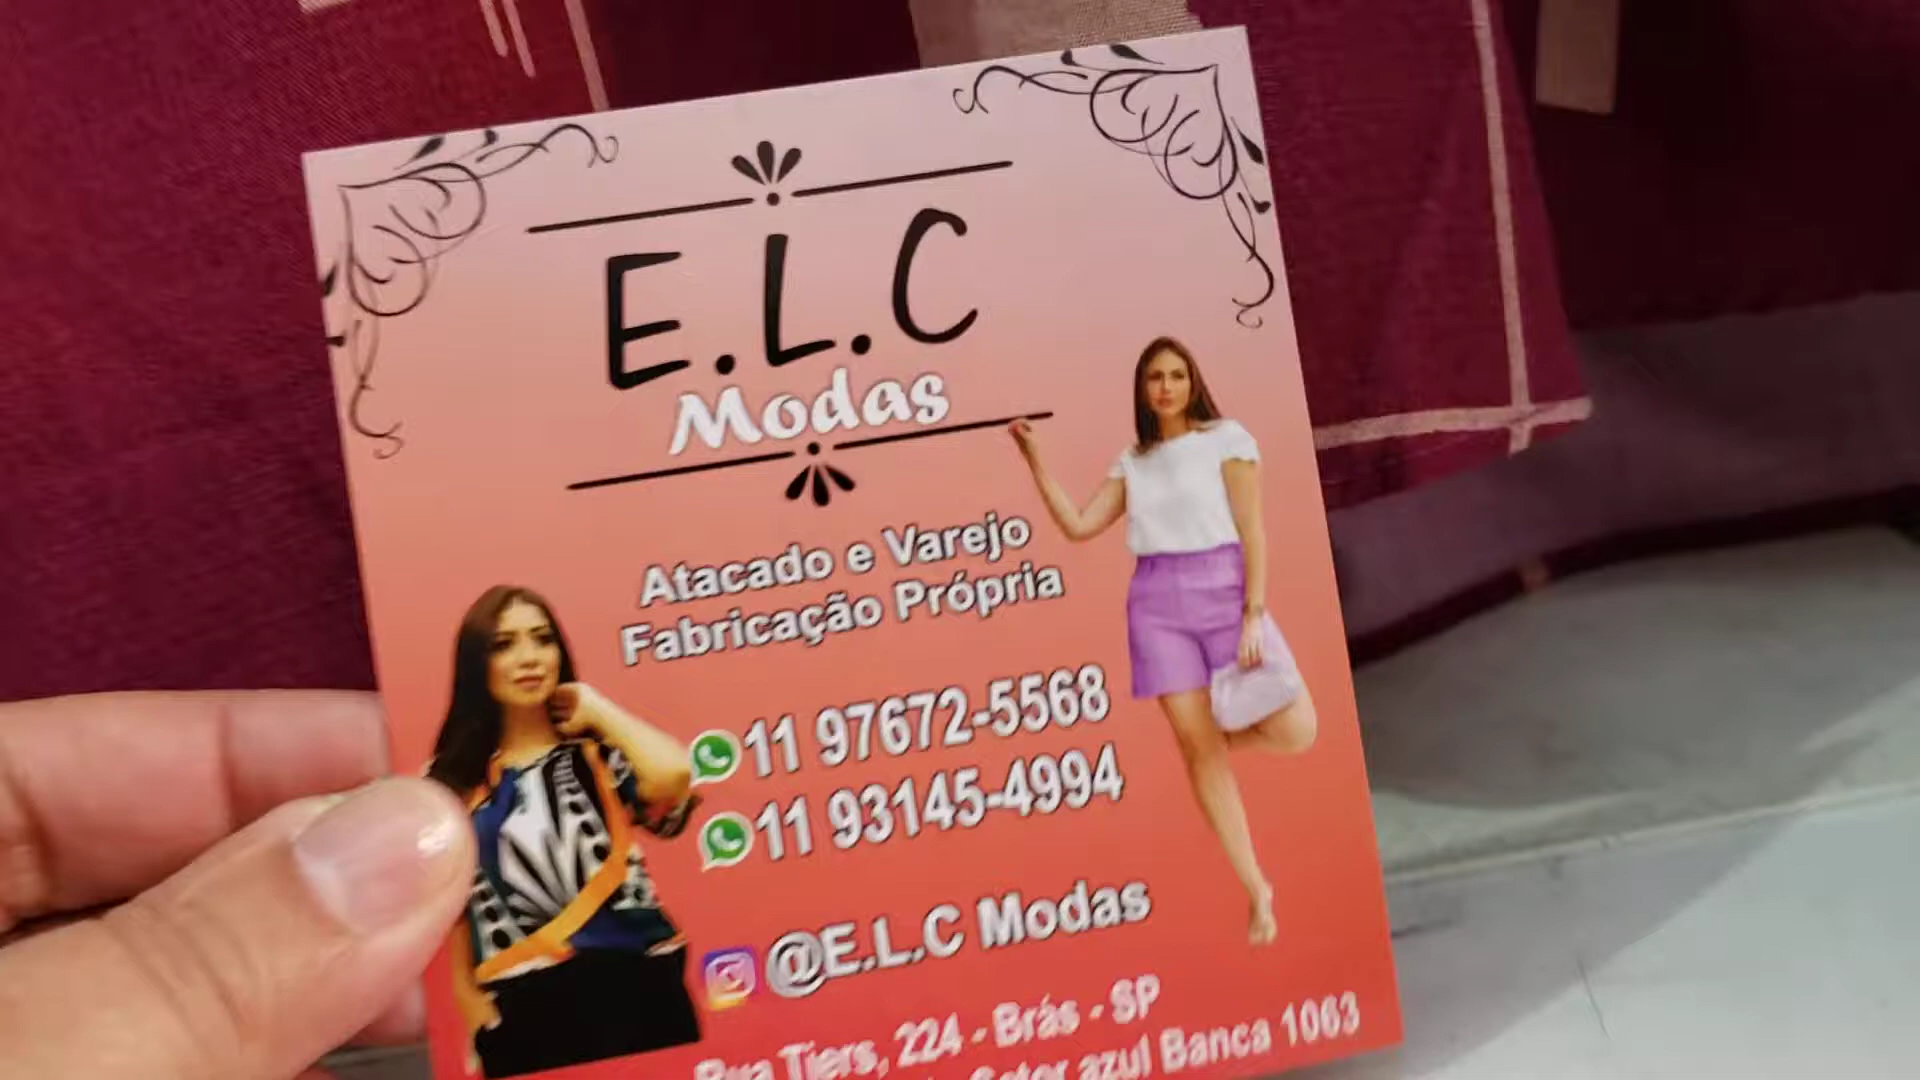 E.L.C
Modas
Atacado e Varejo
Fabricação Própria
11 97672-5568
11 93145-4994
@E.L.C Modas
Rua Tiers, 224 - Brás - SP
Setor azul Banca 1063